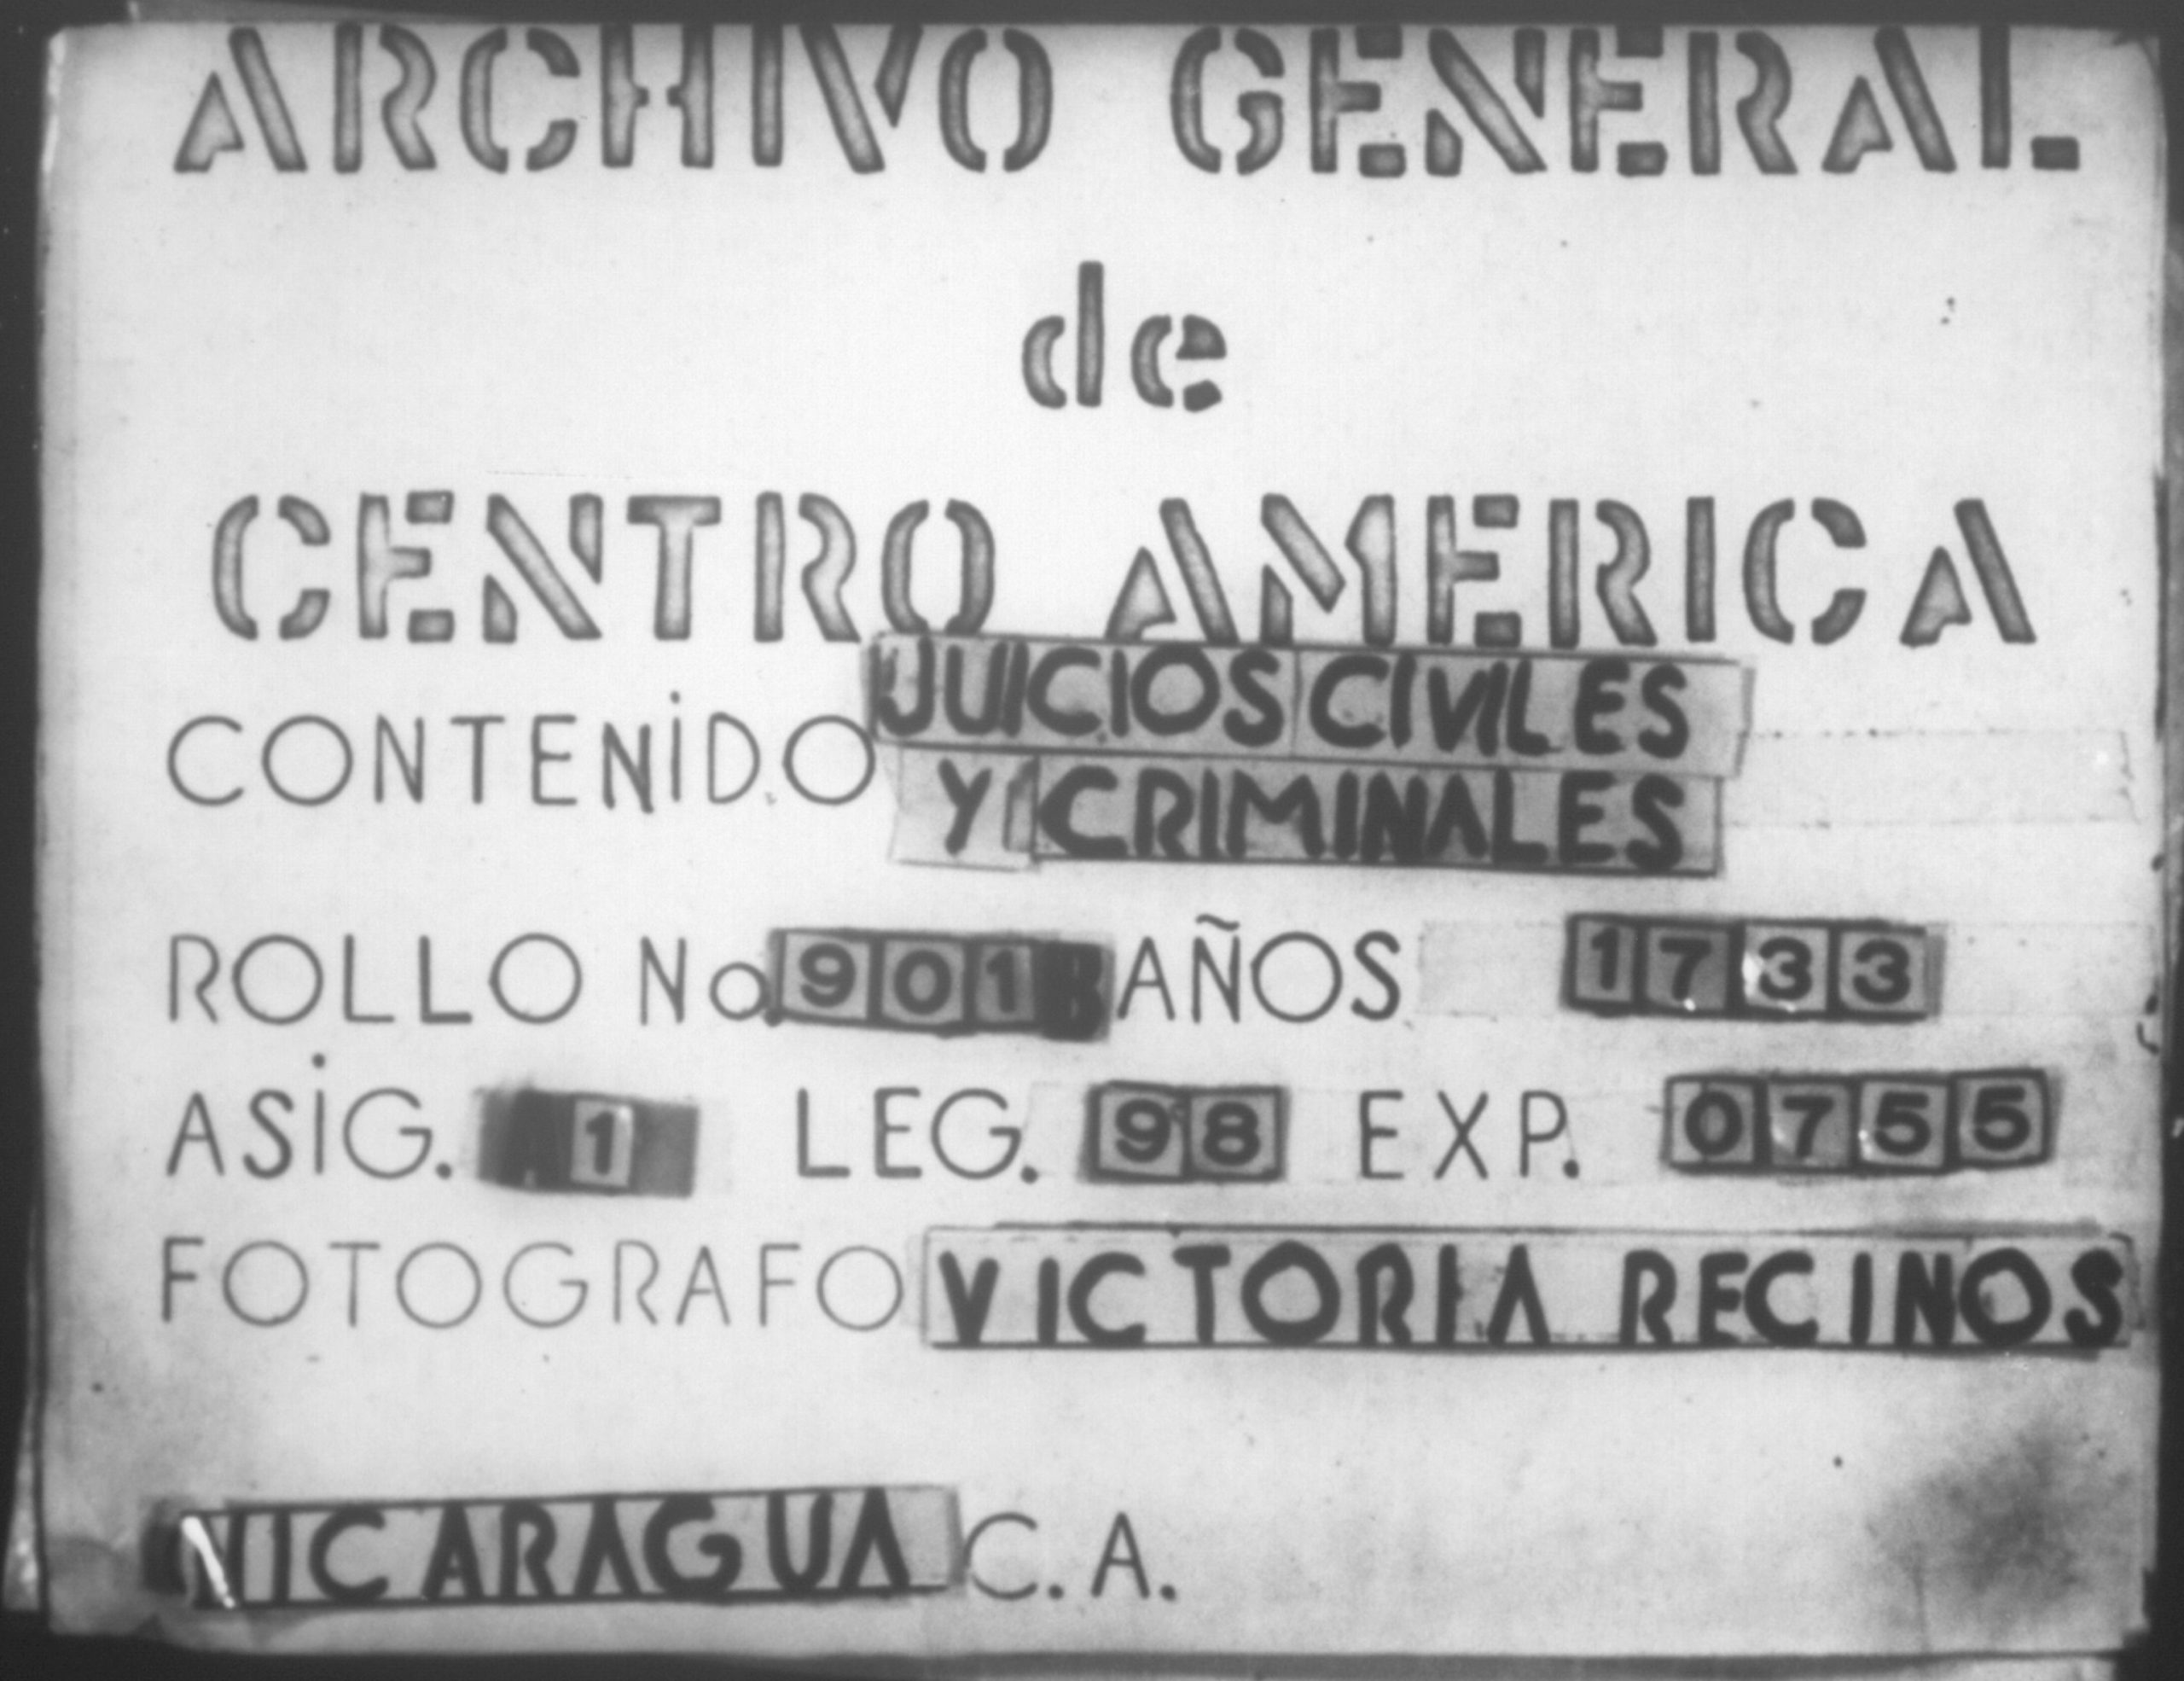 ARCHIVO GENERAL
de
CENTRO AMERICA
CONTENIDO JUICIOS CIVILES
Y CRIMINALES
ROLLO No. 901 AÑOS 1733
ASIG. 1 LEG. 98 EXP. 0755
FOTOGRAFO VICTORIA RECINOS
NICARAGUA C.A.